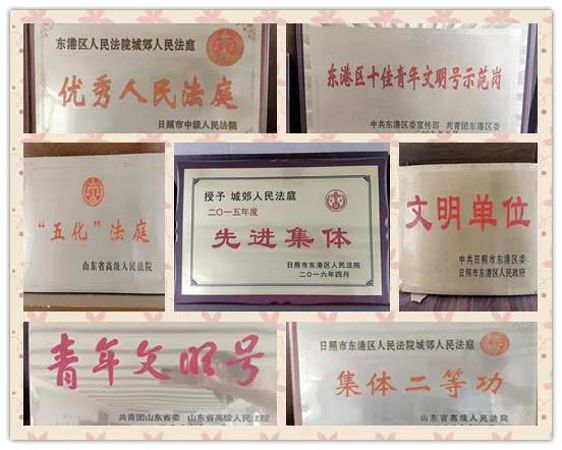 东港区人民法院城郊人民法庭
优秀人民法庭
日照市中级人民法院
东港区十佳青年文明号示范岗
中共东港区委宣传部 共青团东港区委
“五化”法庭
山东省高级人民法院
授予 城郊人民法庭
二〇一五年度
先进集体
日照市东港区人民法院
二〇一六年四月
文明单位
中共日照市东港区委
日照市东港区人民政府
青年文明号
共青团山东省委 山东省高级人民法院
日照市东港区人民法院城郊人民法庭
集体二等功
山东省高级人民法院